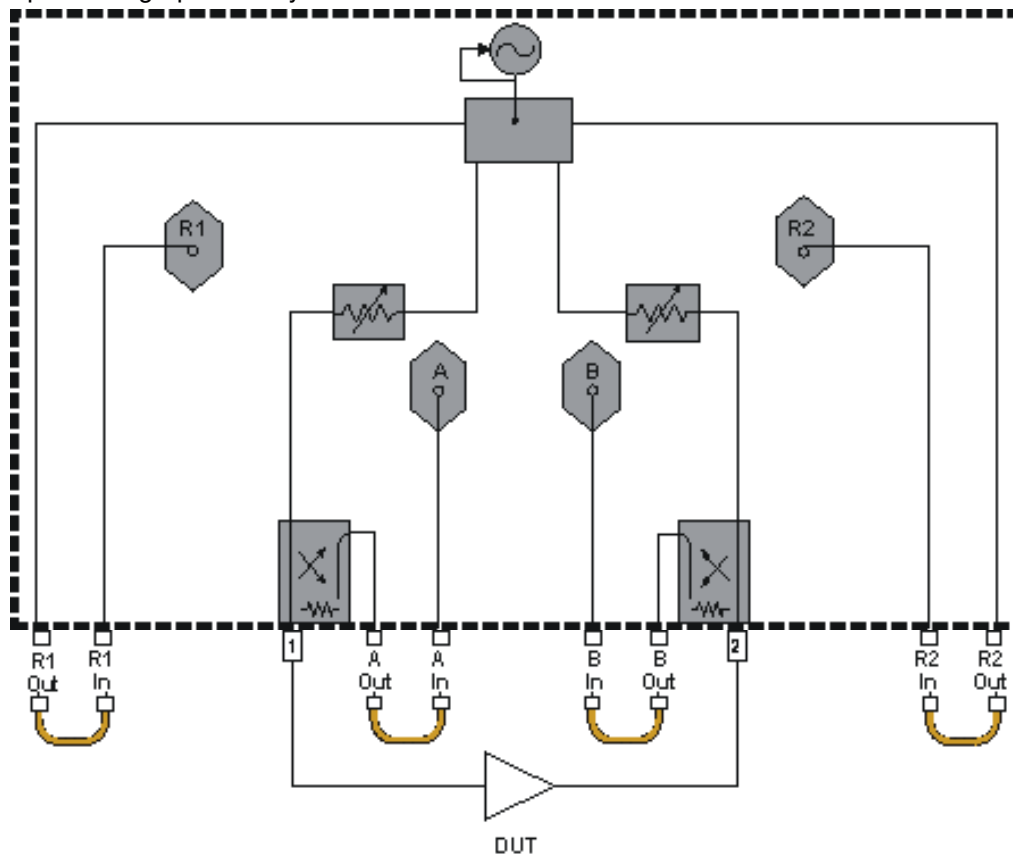 R1
R2
A
B
1
2
R1 Out
R1 In
A Out
A In
B In
B Out
R2 In
R2 Out
DUT